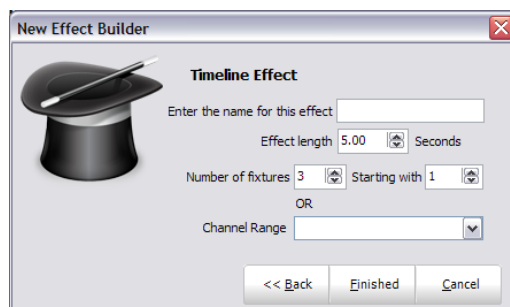 New Effect Builder
Timeline Effect
Enter the name for this effect
Effect length 5.00 Seconds
Number of fixtures 3 Starting with 1
OR
Channel Range
<< Back Finished Cancel